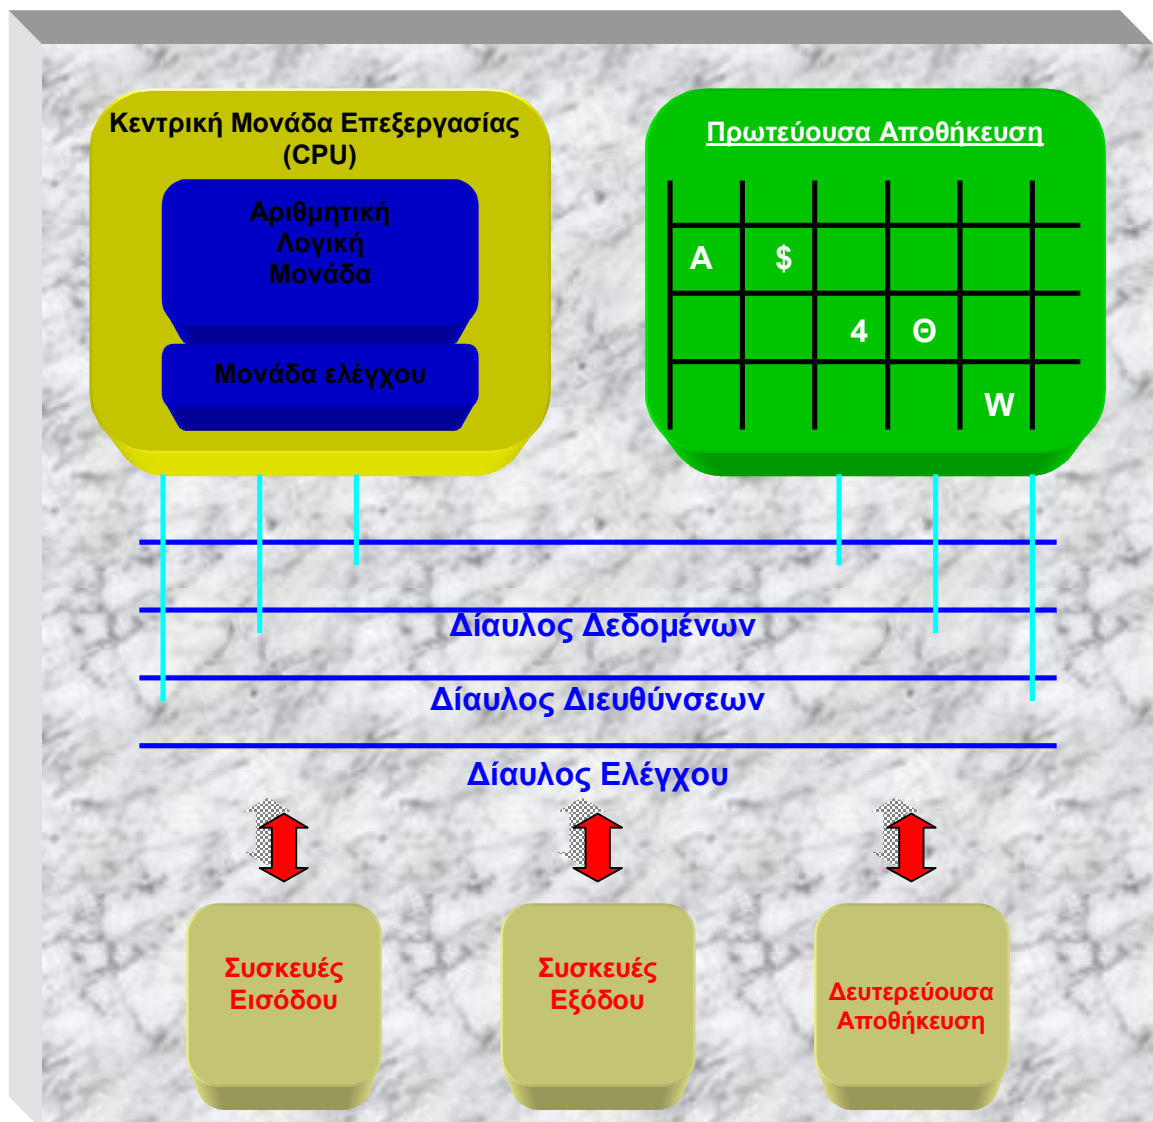 Κεντρική Μονάδα Επεξεργασίας
(CPU)
Αριθμητική
Λογική
Μονάδα
Μονάδα ελέγχου
Πρωτεύουσα Αποθήκευση
A $
4 Θ
W
Δίαυλος Δεδομένων
Δίαυλος Διευθύνσεων
Δίαυλος Ελέγχου
Συσκευές
Εισόδου
Συσκευές
Εξόδου
Δευτερεύουσα
Αποθήκευση